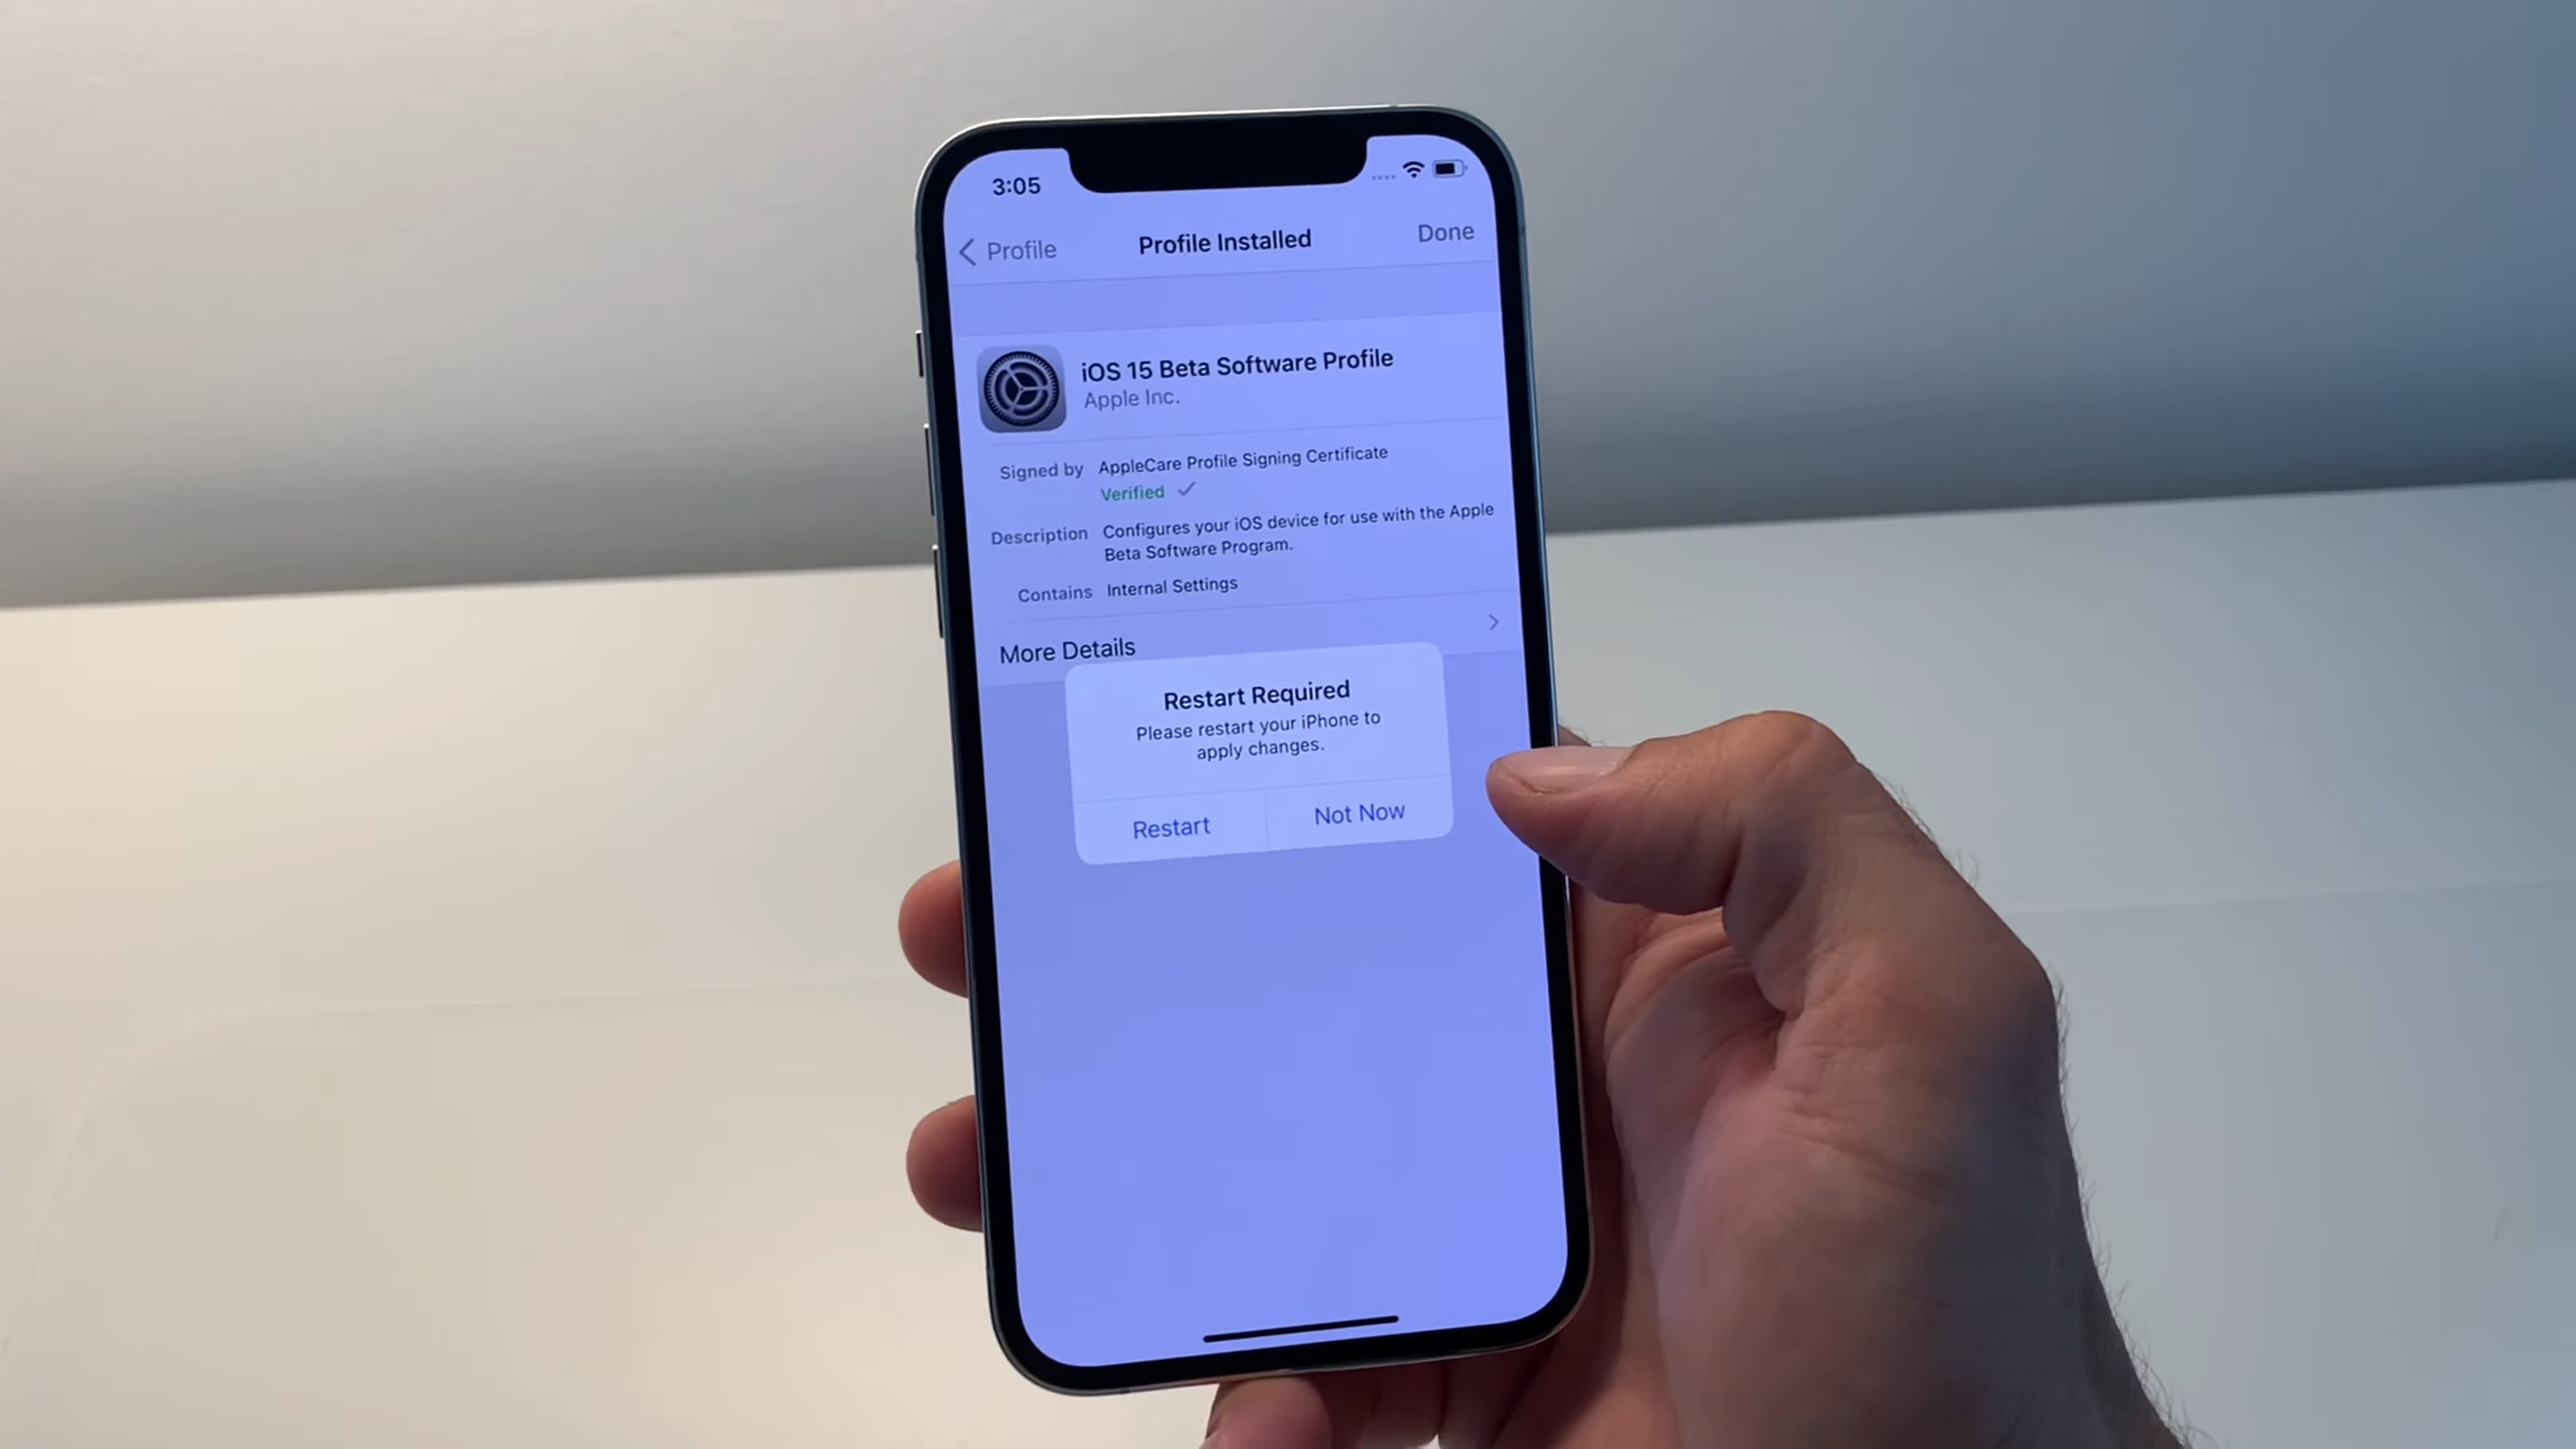 3:05
Profile
Profile Installed
Done
iOS 15 Beta Software Profile
Apple Inc.
Signed by AppleCare Profile Signing Certificate
Verified
Description Configures your iOS device for use with the Apple
Beta Software Program.
Contains Internal Settings
More Details
Restart Required
Please restart your iPhone to
apply changes.
Restart
Not Now